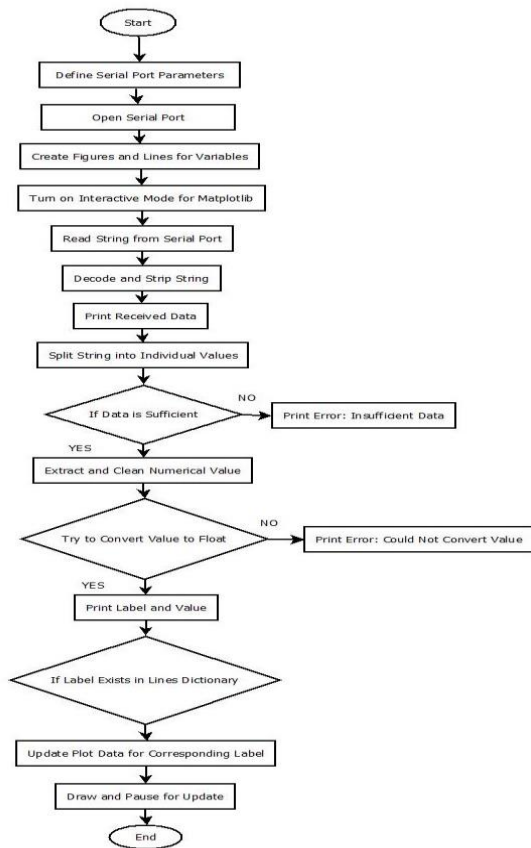 Start
Define Serial Port Parameters
Open Serial Port
Create Figures and Lines for Variables
Turn on Interactive Mode for Matplotlib
Read String from Serial Port
Decode and Strip String
Print Received Data
Split String into Individual Values
If Data is Sufficient
NO
Print Error: Insufficient Data
YES
Extract and Clean Numerical Value
Try to Convert Value to Float
NO
Print Error: Could Not Convert Value
YES
Print Label and Value
If Label Exists in Lines Dictionary
Update Plot Data for Corresponding Label
Draw and Pause for Update
End